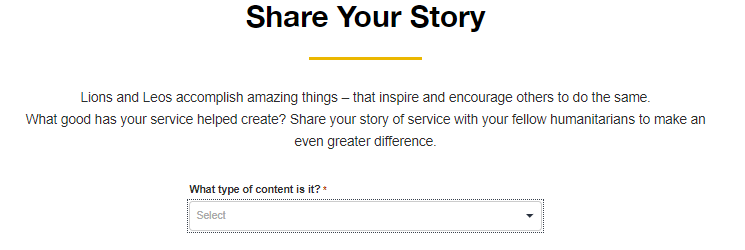 Share Your Story
Lions and Leos accomplish amazing things – that inspire and encourage others to do the same.
What good has your service helped create? Share your story of service with your fellow humanitarians to make an
even greater difference.
What type of content is it? *
Select